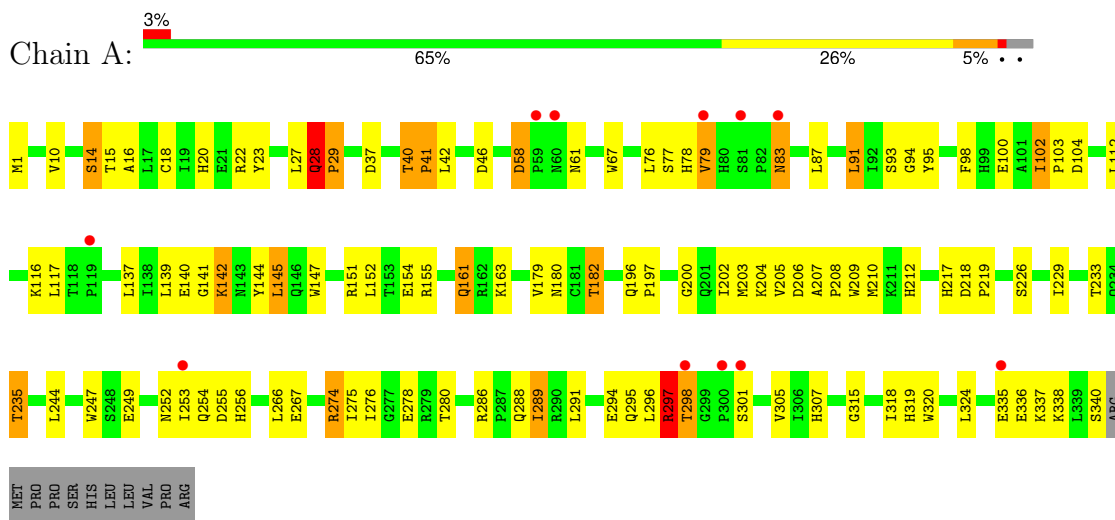 3%
Chain A:
65% 26% 5% • •
M1 V10 S14 T15 A16 L17 C18 I19 H20 E21 R22 Y23 L27 Q28 P29 D37 T40 P41 L42 D46 D58 P59 N60 N61 W67 L76 S77 H78 V79 H80 S81 P82 N83 L87 L91 I92 S93 G94 Y95 F98 H99 E100 A101 I102 P103 D104
K116 L117 T118 P119 L137 I138 L139 E140 G141 K142 N143 Y144 L145 Q146 W147 R151 L152 T153 E154 R155 Q161 R162 K163 V179 N180 C181 T182 Q196 P197 G200 Q201 I202 M203 K204 V205 D206 A207 P208 W209 M210 K211 H212 H217 D218 P219 S226 I229 T233
T235 L244 W247 S248 E249 N252 I253 Q254 D255 H256 L266 E267 R274 I275 I276 G277 E278 R279 T280 R286 P287 Q288 I289 R290 L291 E294 Q295 L296 R297 T298 G299 P300 S301 V305 I306 H307 G315 I318 H319 W320 L324 E335 E336 K337 K338 L339 S340 ARG
MET PRO PRO SER HIS LEU LEU VAL PRO ARG